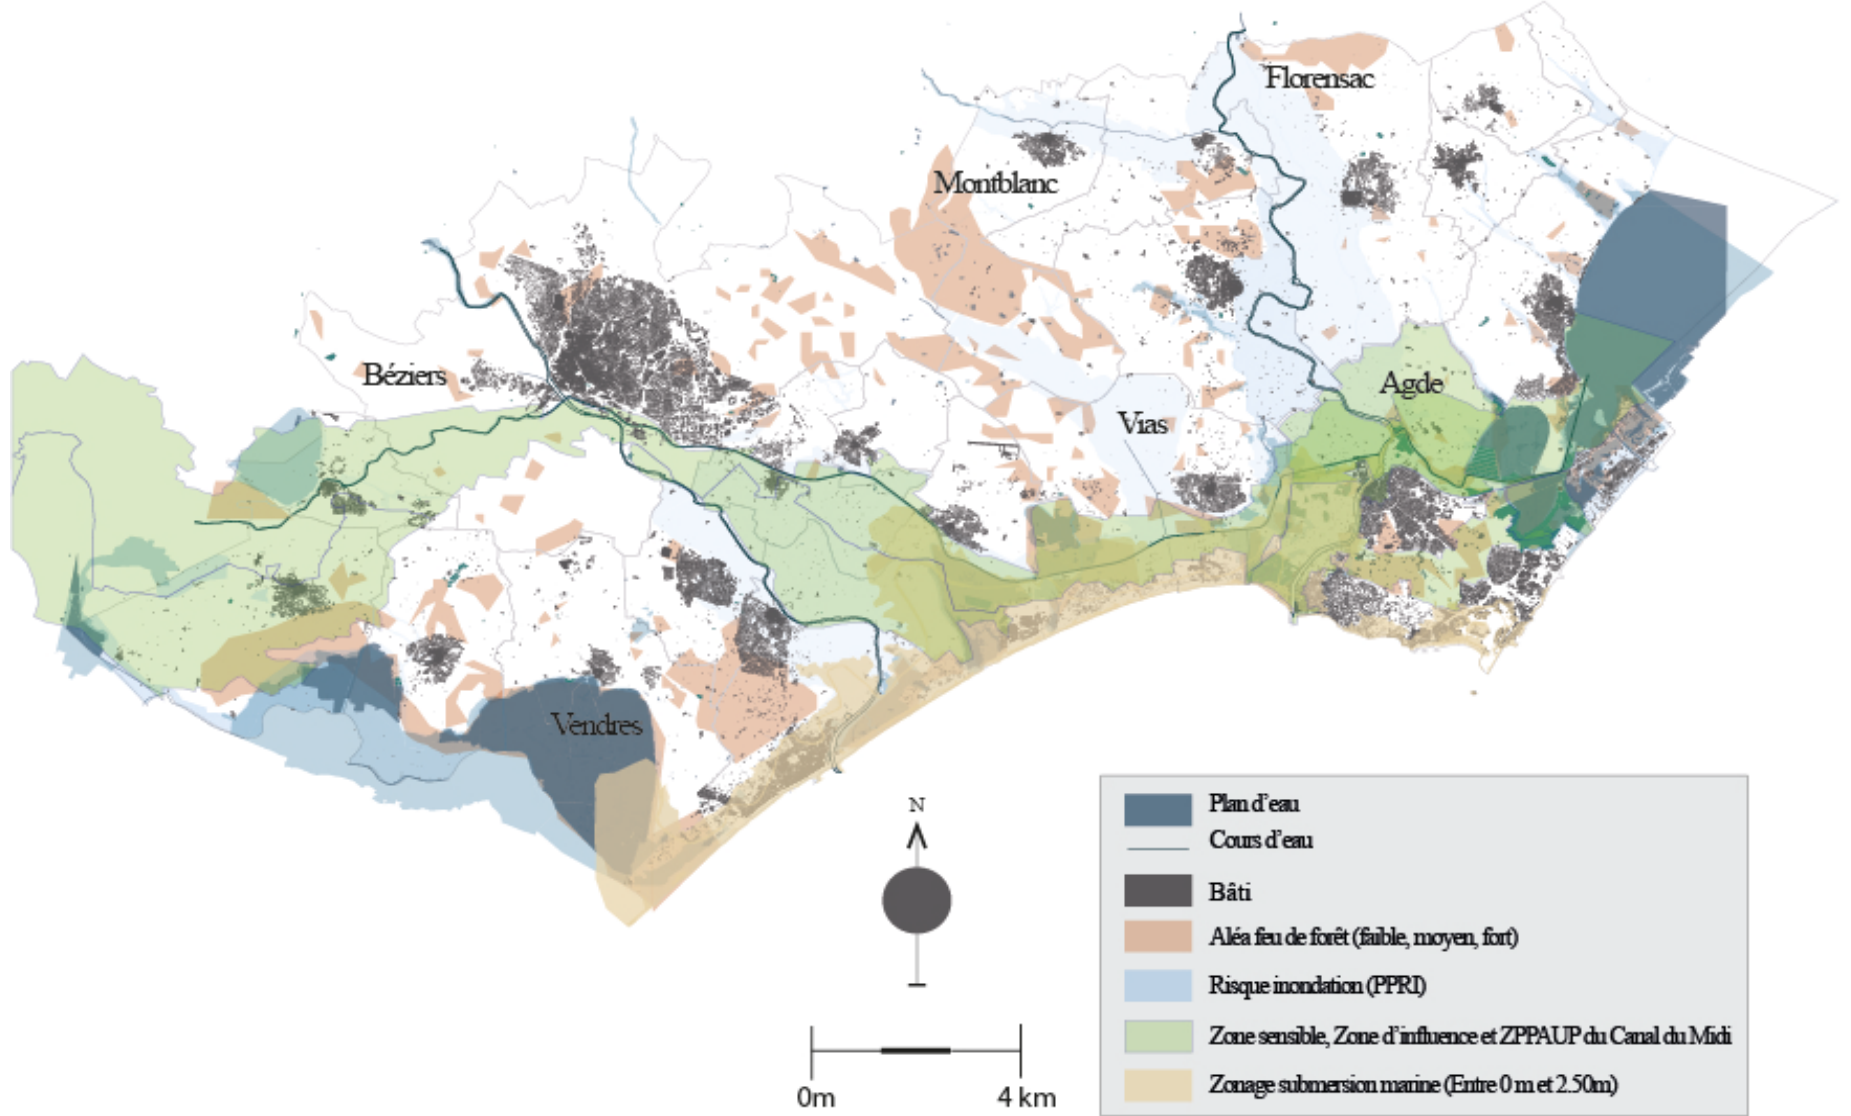 Florensac
Montblanc
Béziers
Agde
Vias
Vendres
N
0m
4 km
Plan d'eau
Cours d'eau
Bâti
Aléa feu de forêt (faible, moyen, fort)
Risque inondation (PPRI)
Zone sensible, Zone d'influence et ZPPAUP du Canal du Midi
Zonage submersion marine (Entre 0 m et 2.50m)